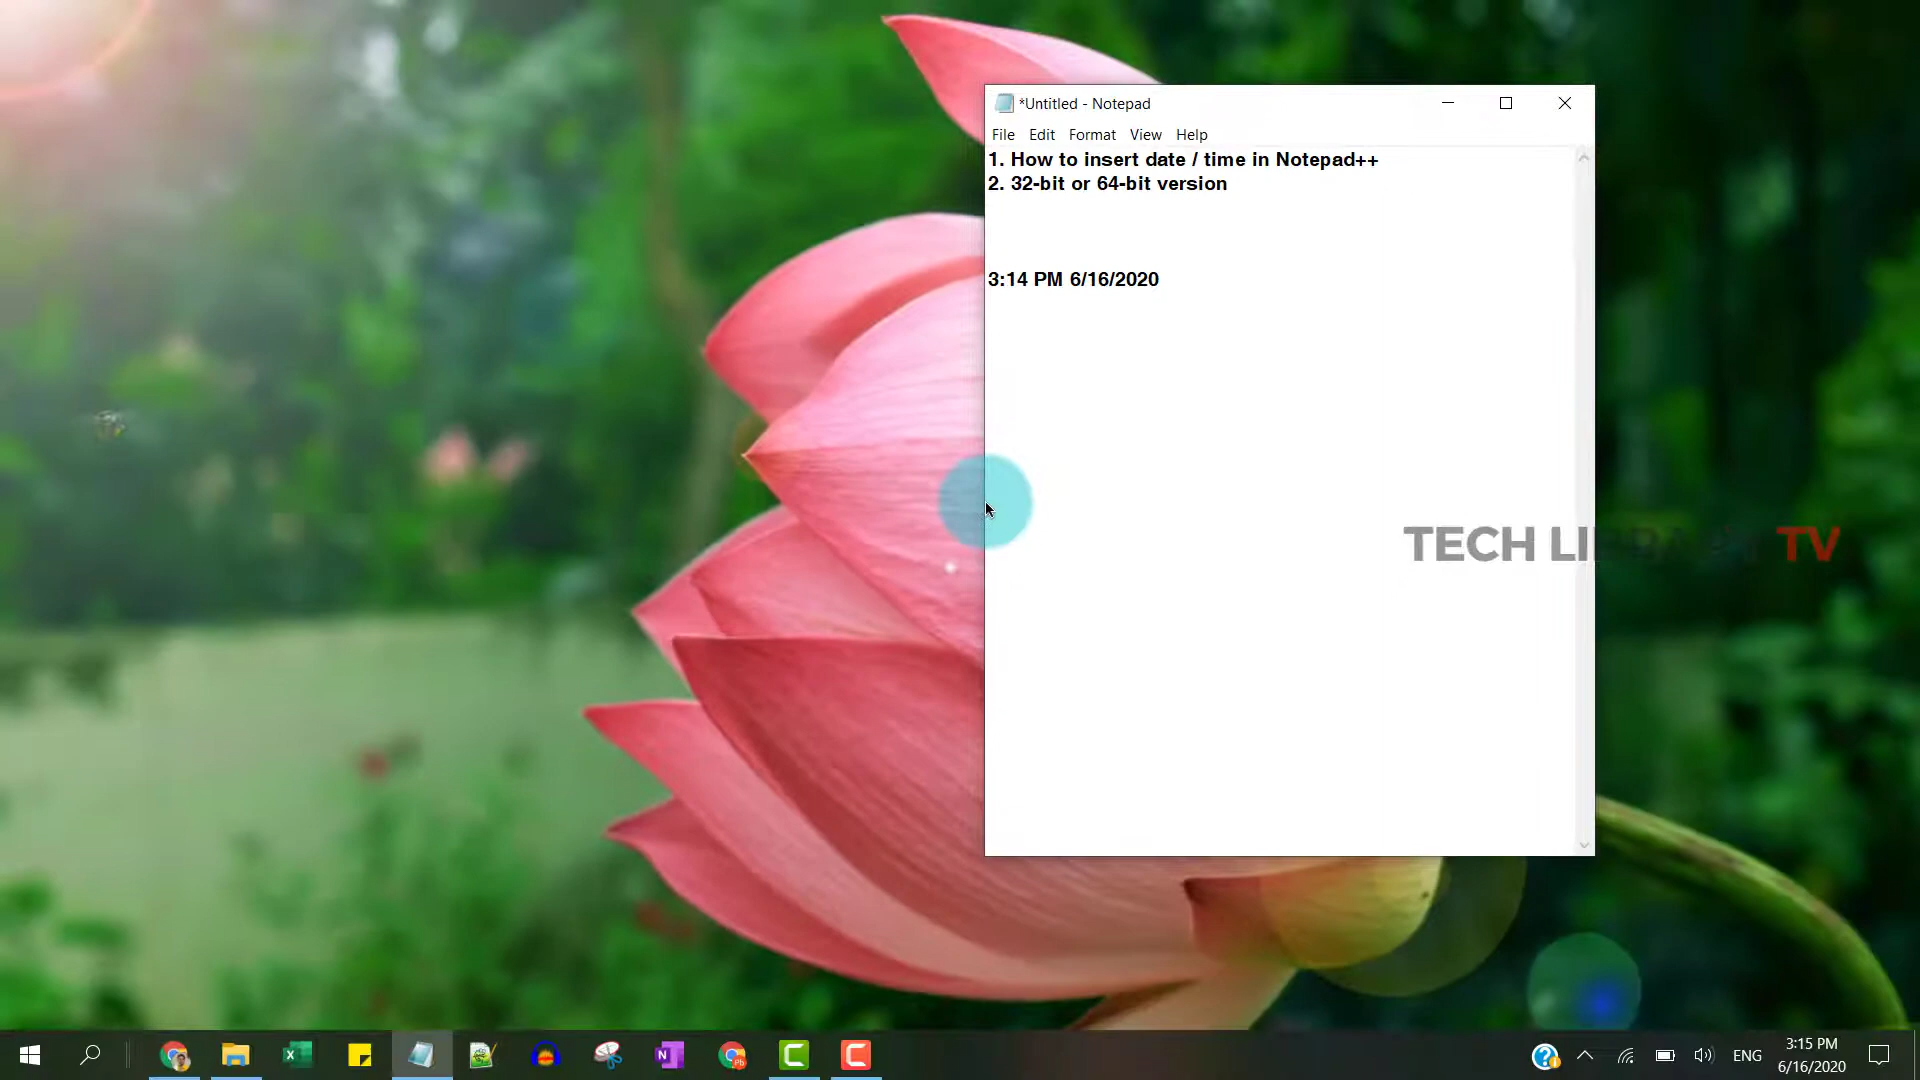 *Untitled - Notepad
File Edit Format View Help
1. How to insert date / time in Notepad++
2. 32-bit or 64-bit version
3:14 PM 6/16/2020
TECH LIBRARY TV
ENG
3:15 PM
6/16/2020